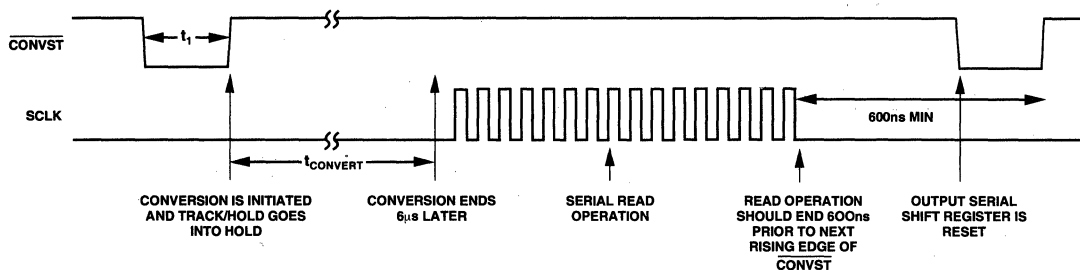 CONVST
t1
SCLK
600ns MIN
tCONVERT
CONVERSION IS INITIATED
AND TRACK/HOLD GOES
INTO HOLD
CONVERSION ENDS
6µs LATER
SERIAL READ
OPERATION
READ OPERATION
SHOULD END 600ns
PRIOR TO NEXT
RISING EDGE OF
CONVST
OUTPUT SERIAL
SHIFT REGISTER IS
RESET